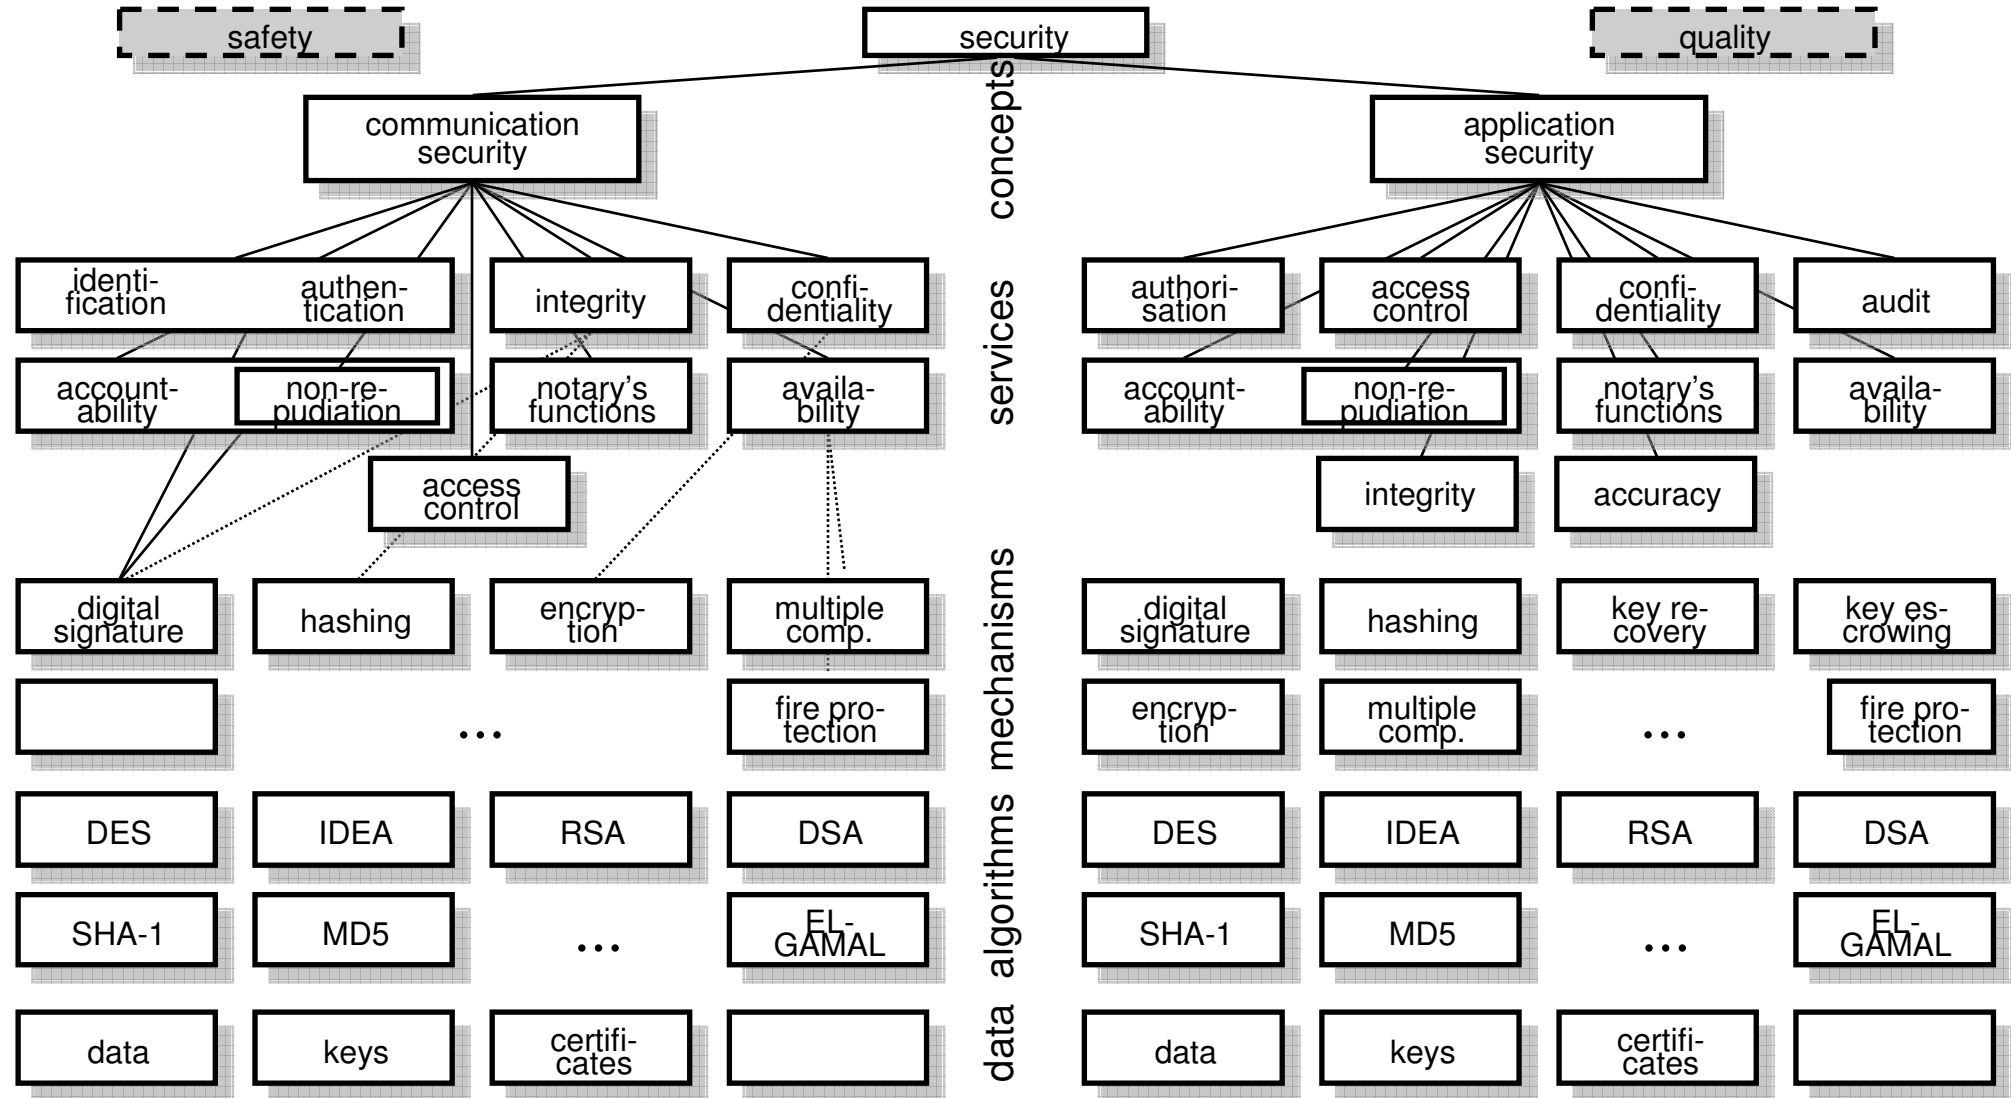 safety
security
quality
concepts
communication
security
application
security
services
identi-
fication
authen-
tication
integrity
confi-
dentiality
account-
ability
non-re-
pudiation
notary's
functions
availa-
bility
access
control
authori-
sation
access
control
confi-
dentiality
audit
account-
ability
non-re-
pudiation
notary's
functions
availa-
bility
integrity
accuracy
mechanisms
digital
signature
hashing
encryp-
tion
multiple
comp.
...
fire pro-
tection
digital
signature
hashing
key re-
covery
key es-
crowing
encryp-
tion
multiple
comp.
...
fire pro-
tection
algorithms
DES
IDEA
RSA
DSA
SHA-1
MD5
...
EL-
GAMAL
DES
IDEA
RSA
DSA
SHA-1
MD5
...
EL-
GAMAL
data
data
keys
certifi-
cates
data
keys
certifi-
cates